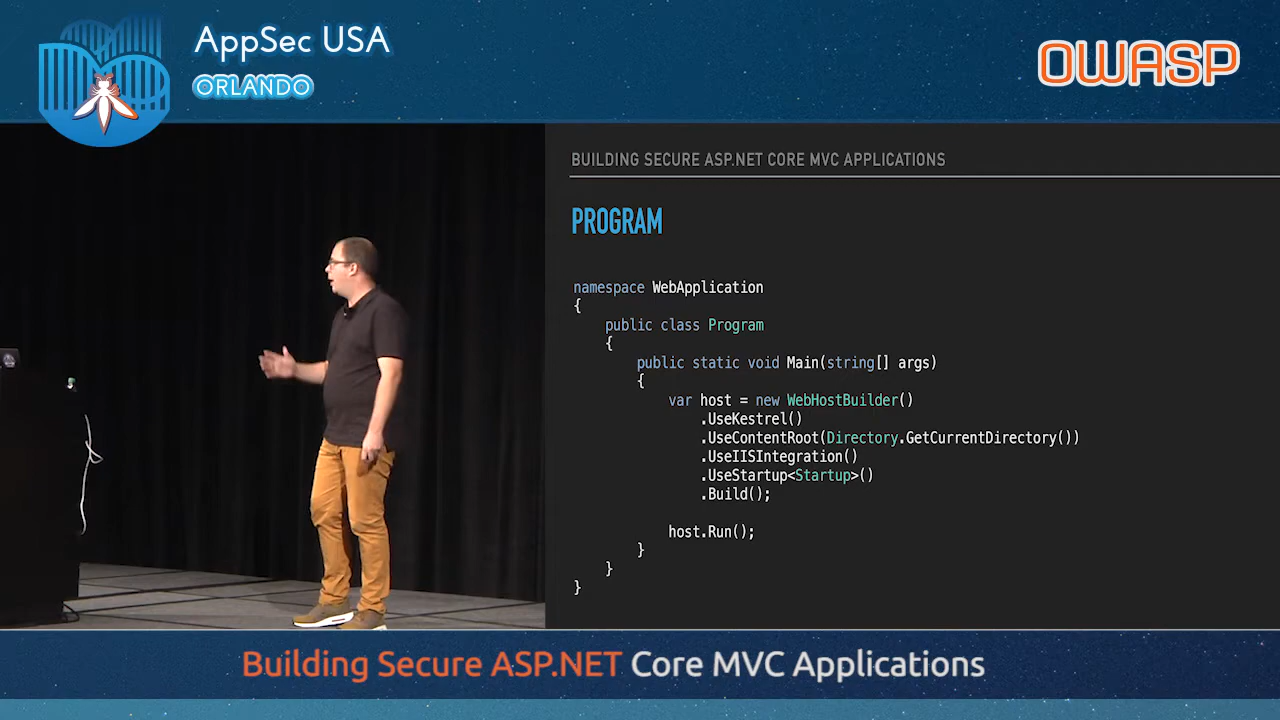 AppSec USA
ORLANDO
OWASP
BUILDING SECURE ASP.NET CORE MVC APPLICATIONS
PROGRAM
namespace WebApplication
{
    public class Program
    {
        public static void Main(string[] args)
        {
            var host = new WebHostBuilder()
                .UseKestrel()
                .UseContentRoot(Directory.GetCurrentDirectory())
                .UseIISIntegration()
                .UseStartup<Startup>()
                .Build();
            host.Run();
        }
    }
}
Building Secure ASP.NET Core MVC Applications